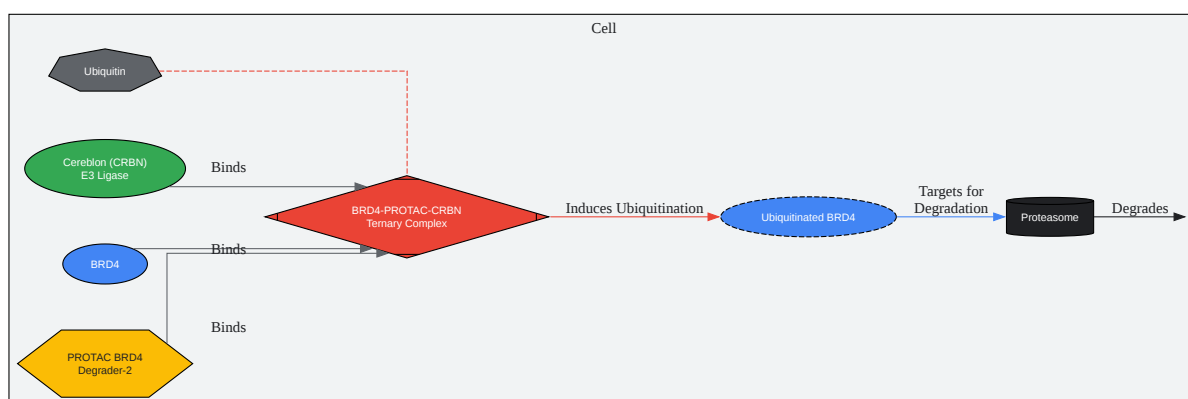 Cell
Ubiquitin
Cereblon (CRBN)
E3 Ligase
Binds
BRD4-PROTAC-CRBN
Ternary Complex
Induces Ubiquitination
Ubiquitinated BRD4
Targets for
Degradation
Proteasome
Degrades
BRD4
Binds
Binds
PROTAC BRD4
Degrader-2